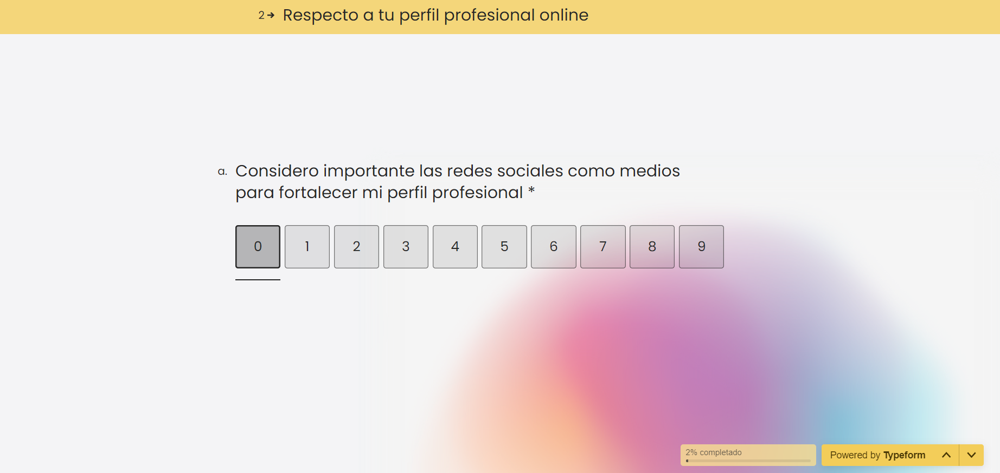 2 → Respecto a tu perfil profesional online
a. Considero importante las redes sociales como medios
para fortalecer mi perfil profesional *
0 1 2 3 4 5 6 7 8 9
2% completado
Powered by Typeform